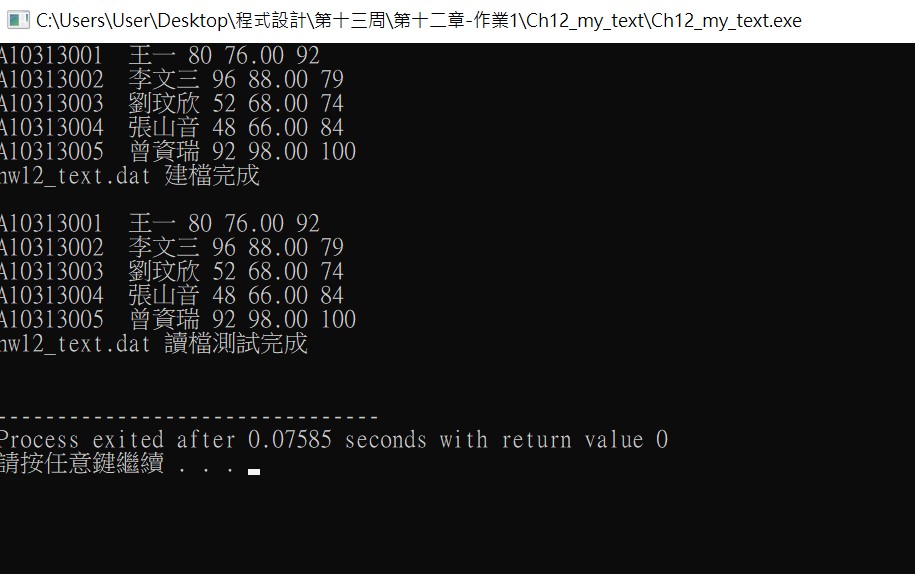 C:\Users\User\Desktop\程式設計\第十三周\第十二章-作業1\Ch12_my_text\Ch12_my_text.exe
A10313001  王一 80 76.00 92
A10313002  李文三 96 88.00 79
A10313003  劉玟欣 52 68.00 74
A10313004  張山音 48 66.00 84
A10313005  曾資瑞 92 98.00 100
hw12_text.dat 建檔完成
A10313001  王一 80 76.00 92
A10313002  李文三 96 88.00 79
A10313003  劉玟欣 52 68.00 74
A10313004  張山音 48 66.00 84
A10313005  曾資瑞 92 98.00 100
hw12_text.dat 讀檔測試完成
--------------------------------
Process exited after 0.07585 seconds with return value 0
請按任意鍵繼續 . . .